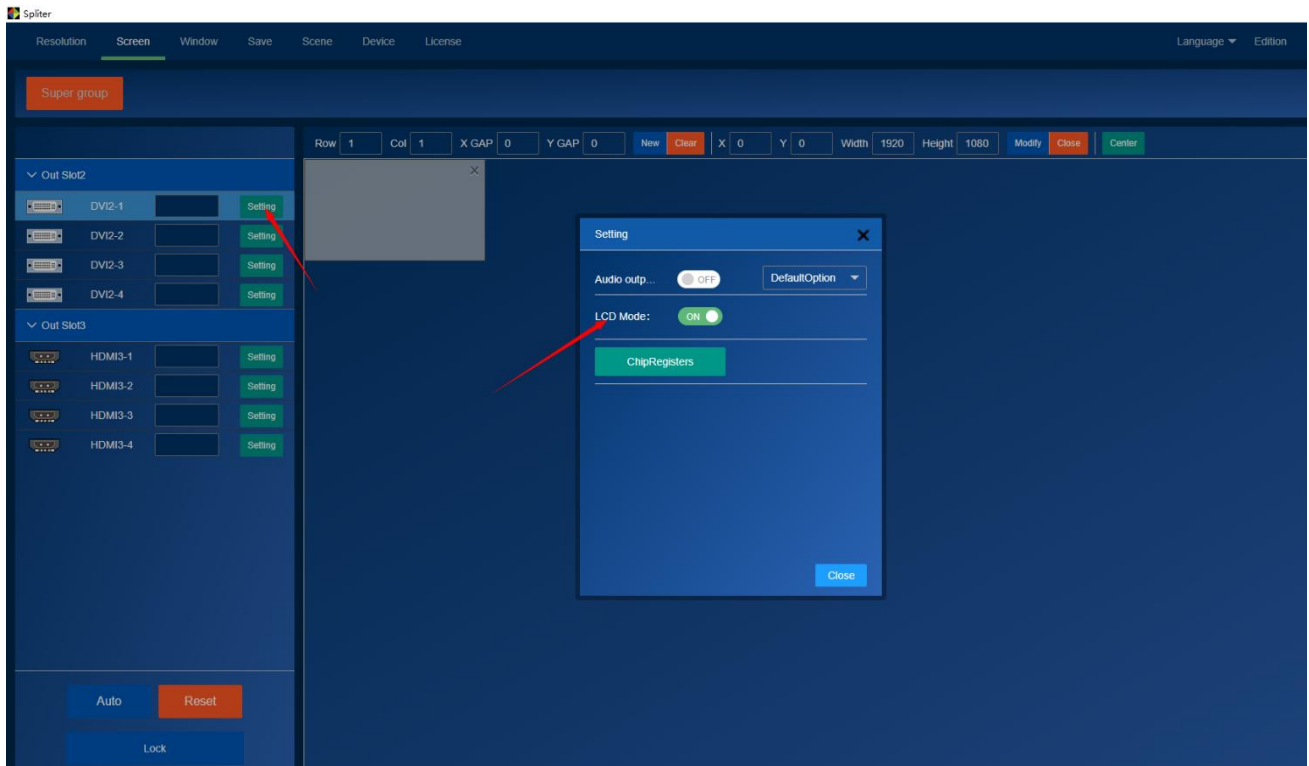 Spliter
Resolution Screen Window Save Scene Device License Language Edition
Super group
Row 1 Col 1 X GAP 0 Y GAP 0 New Clear X 0 Y 0 Width 1920 Height 1080 Modify Close Center
Out Slot2
DVI2-1 Setting
DVI2-2 Setting
DVI2-3 Setting
DVI2-4 Setting
Out Slot3
HDMI3-1 Setting
HDMI3-2 Setting
HDMI3-3 Setting
HDMI3-4 Setting
Auto Reset
Lock
Setting
Audio outp... OFF DefaultOption
LCD Mode: ON
ChipRegisters
Close